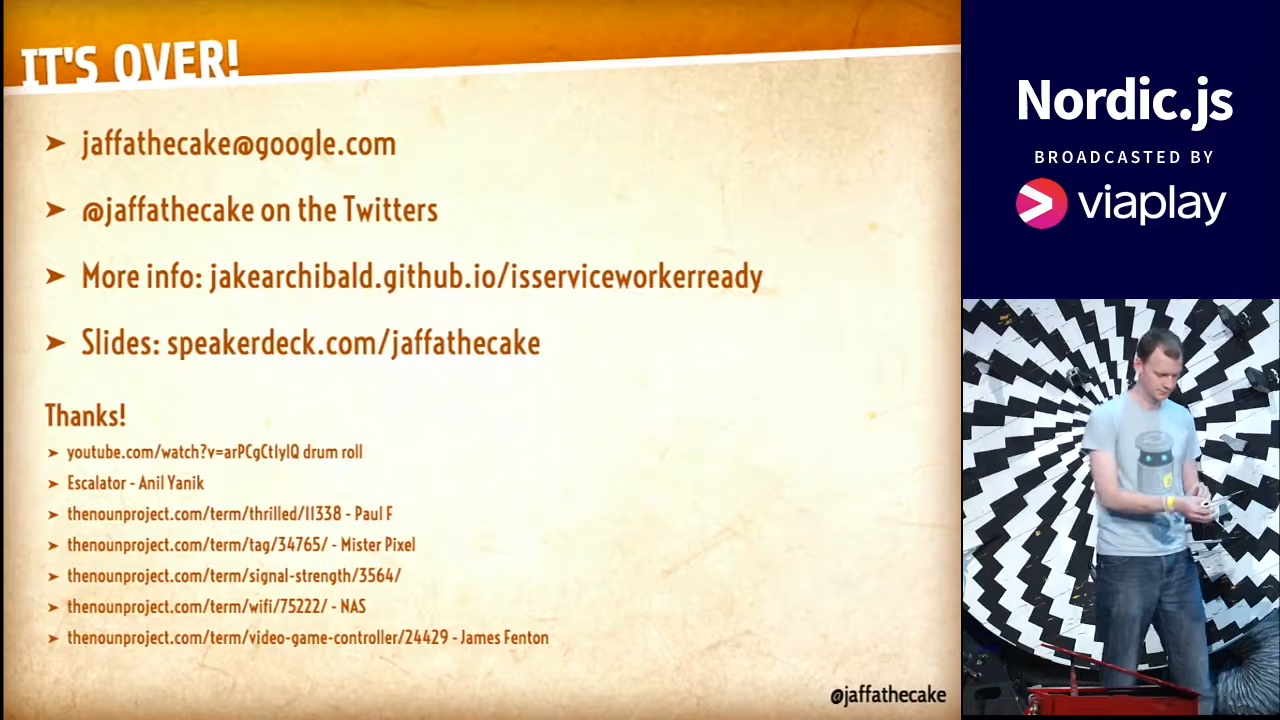 IT'S OVER!
➤ jaffathecake@google.com
➤ @jaffathecake on the Twitters
➤ More info: jakearchibald.github.io/isserviceworkerready
➤ Slides: speakerdeck.com/jaffathecake
Thanks!
➤ youtube.com/watch?v=arPCgCt1ylQ drum roll
➤ Escalator - Anil Yanik
➤ thenounproject.com/term/thrilled/11338 - Paul F
➤ thenounproject.com/term/tag/34765/ - Mister Pixel
➤ thenounproject.com/term/signal-strength/3564/
➤ thenounproject.com/term/wifi/75222/ - NAS
➤ thenounproject.com/term/video-game-controller/24429 - James Fenton
@jaffathecake
Nordic.js
BROADCASTED BY
viaplay